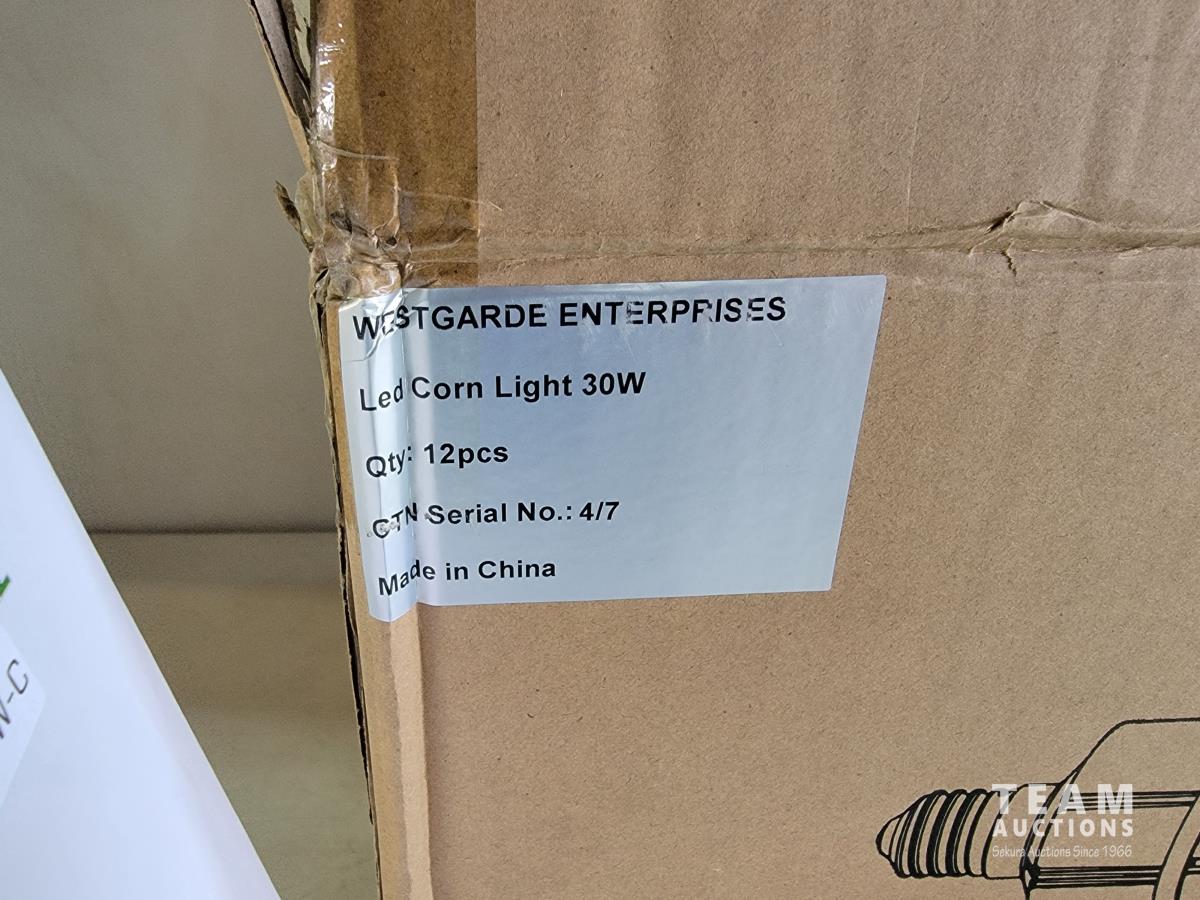 WESTGARDE ENTERPRISES
Led Corn Light 30W
Qty: 12pcs
CTN Serial No.: 4/7
Made in China
W-C
TEAM
AUCTIONS
Sekura Auctions Since 1966